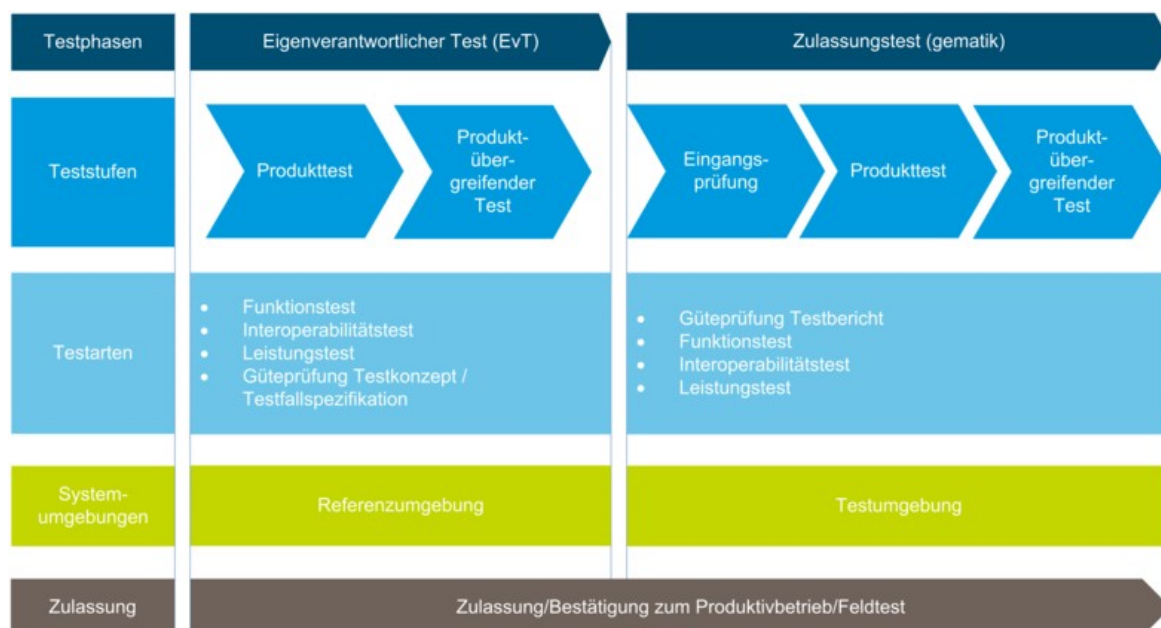 Testphasen
Eigenverantwortlicher Test (EvT)
Zulassungstest (gematik)
Teststufen
Produkttest
Produkt-
über-
greifender
Test
Eingangs-
prüfung
Produkttest
Produkt-
über-
greifender
Test
Testarten
• Funktionstest
• Interoperabilitätstest
• Leistungstest
• Güteprüfung Testkonzept /
Testfallspezifikation
• Güteprüfung Testbericht
• Funktionstest
• Interoperabilitätstest
• Leistungstest
System-
umgebungen
Referenzumgebung
Testumgebung
Zulassung
Zulassung/Bestätigung zum Produktivbetrieb/Feldtest